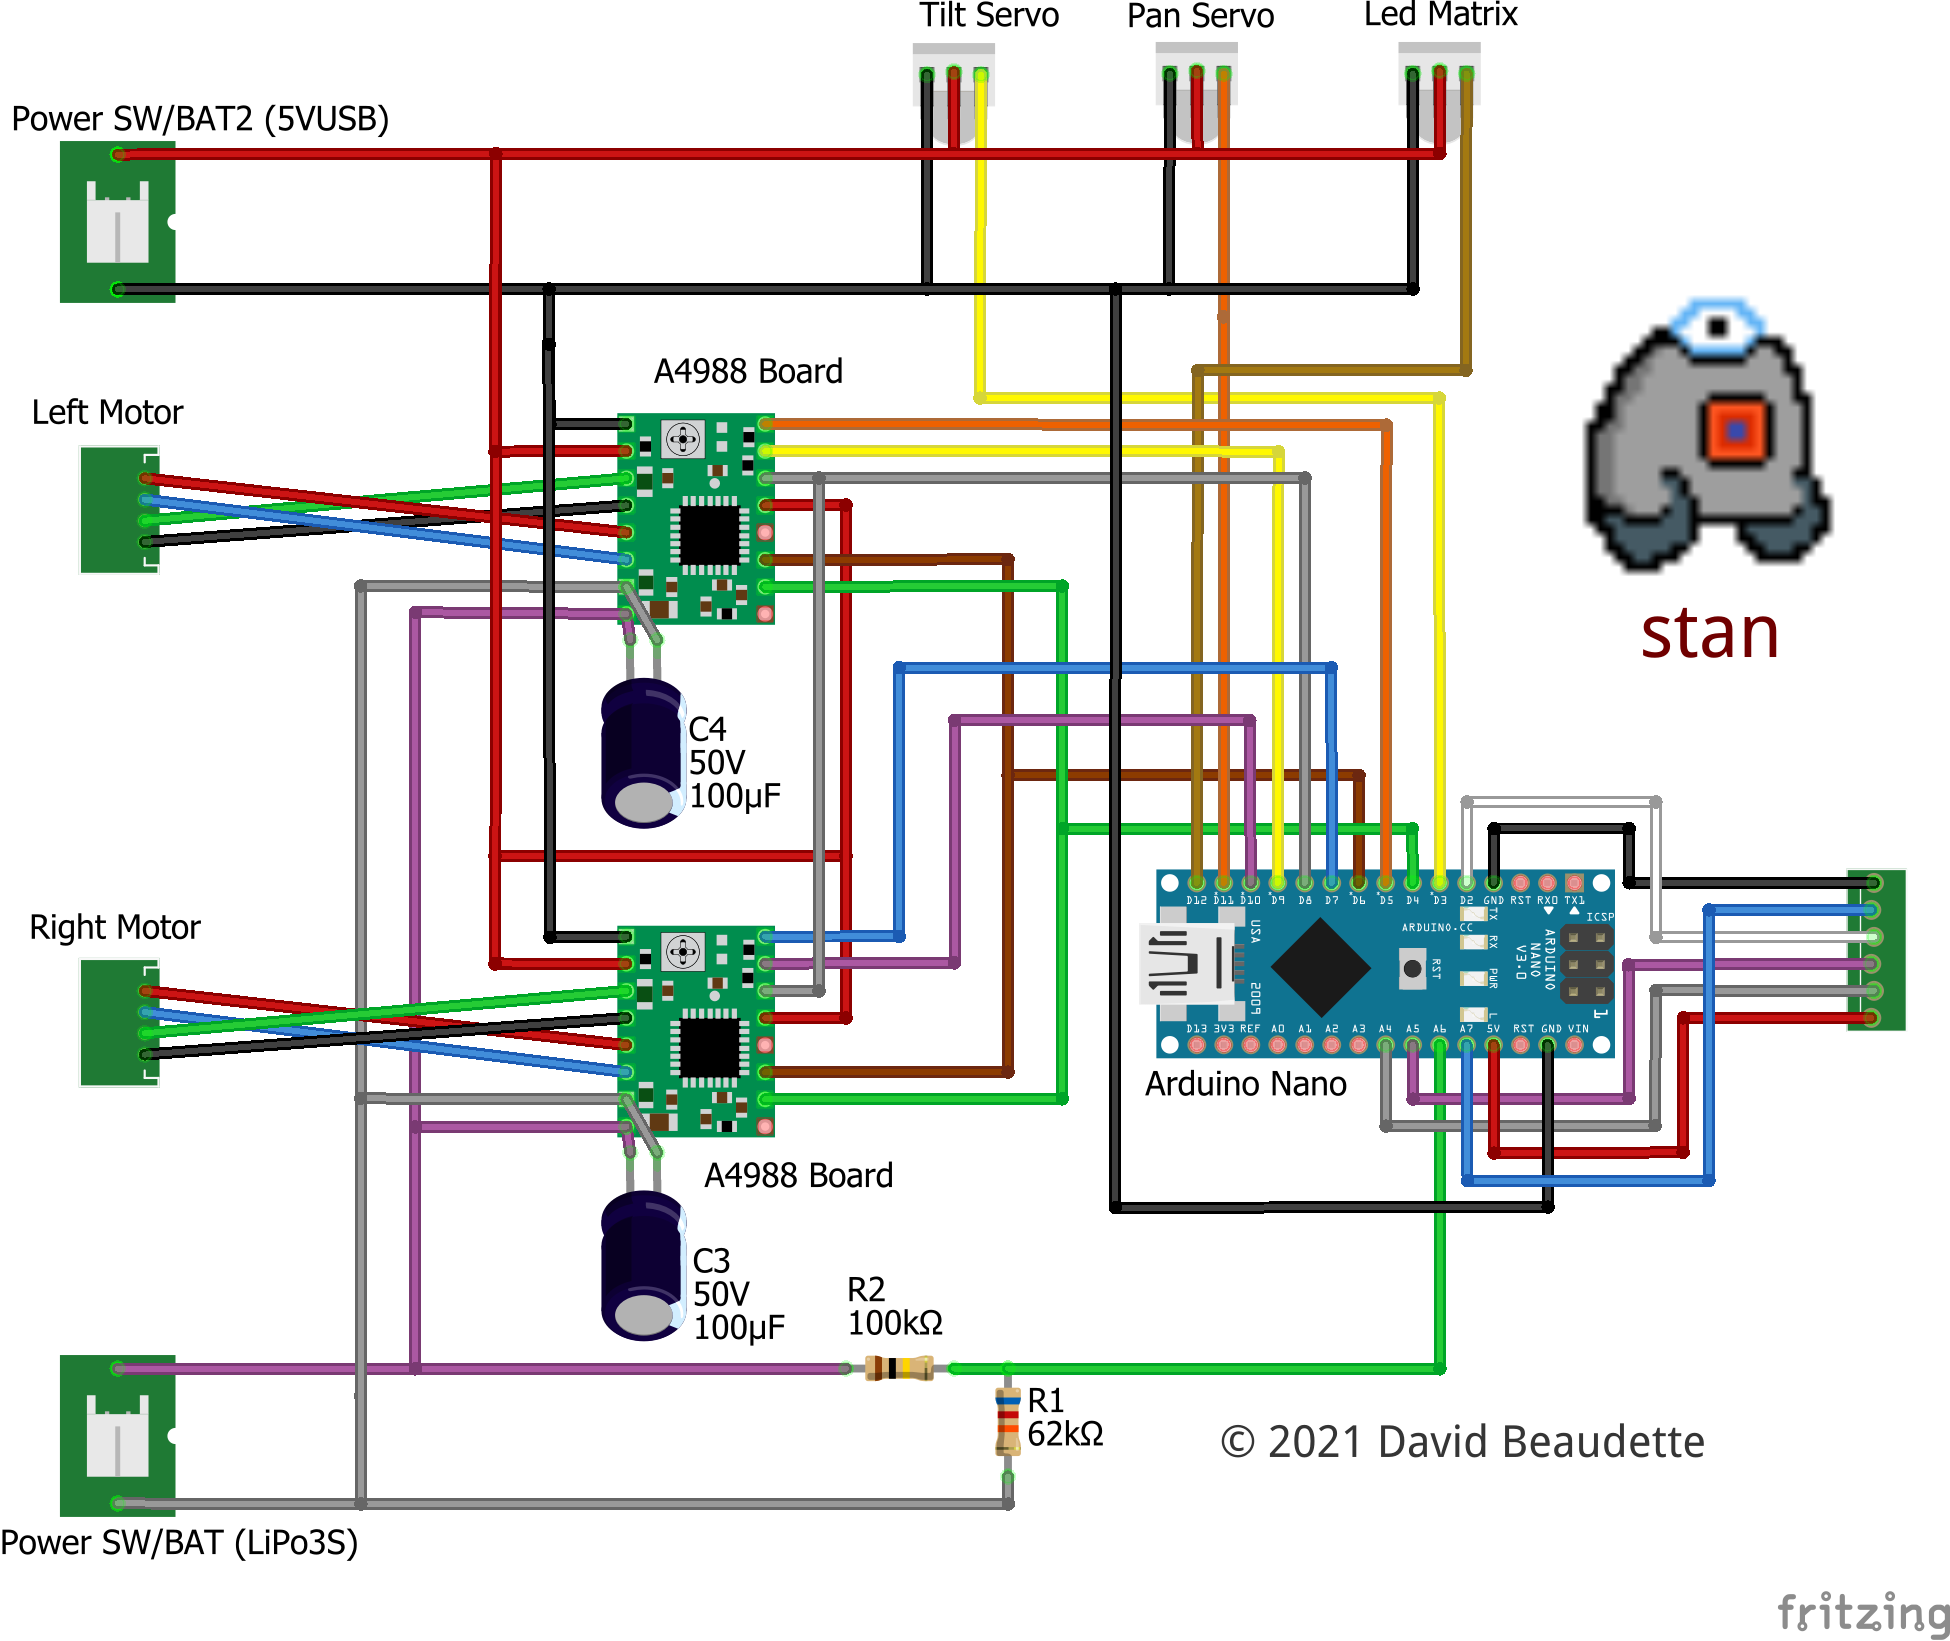 Tilt Servo
Pan Servo
Led Matrix
Power SW/BAT2 (5VUSB)
A4988 Board
Left Motor
stan
C4
50V
100µF
Right Motor
D12 D11 D10 D9 D8 D7 D6 D5 D4 D3 D2 GND RST RX0 TX1
TX
RX
PWR
L
ARDUINO.CC
RST
ICSP
ARDUINO
NANO
V3.0
USA
2009
1
D13 3V3 REF A0 A1 A2 A3 A4 A5 A6 A7 5V RST GND VIN
Arduino Nano
A4988 Board
C3
50V
100µF
R2
100kΩ
R1
62kΩ
© 2021 David Beaudette
Power SW/BAT (LiPo3S)
fritzing